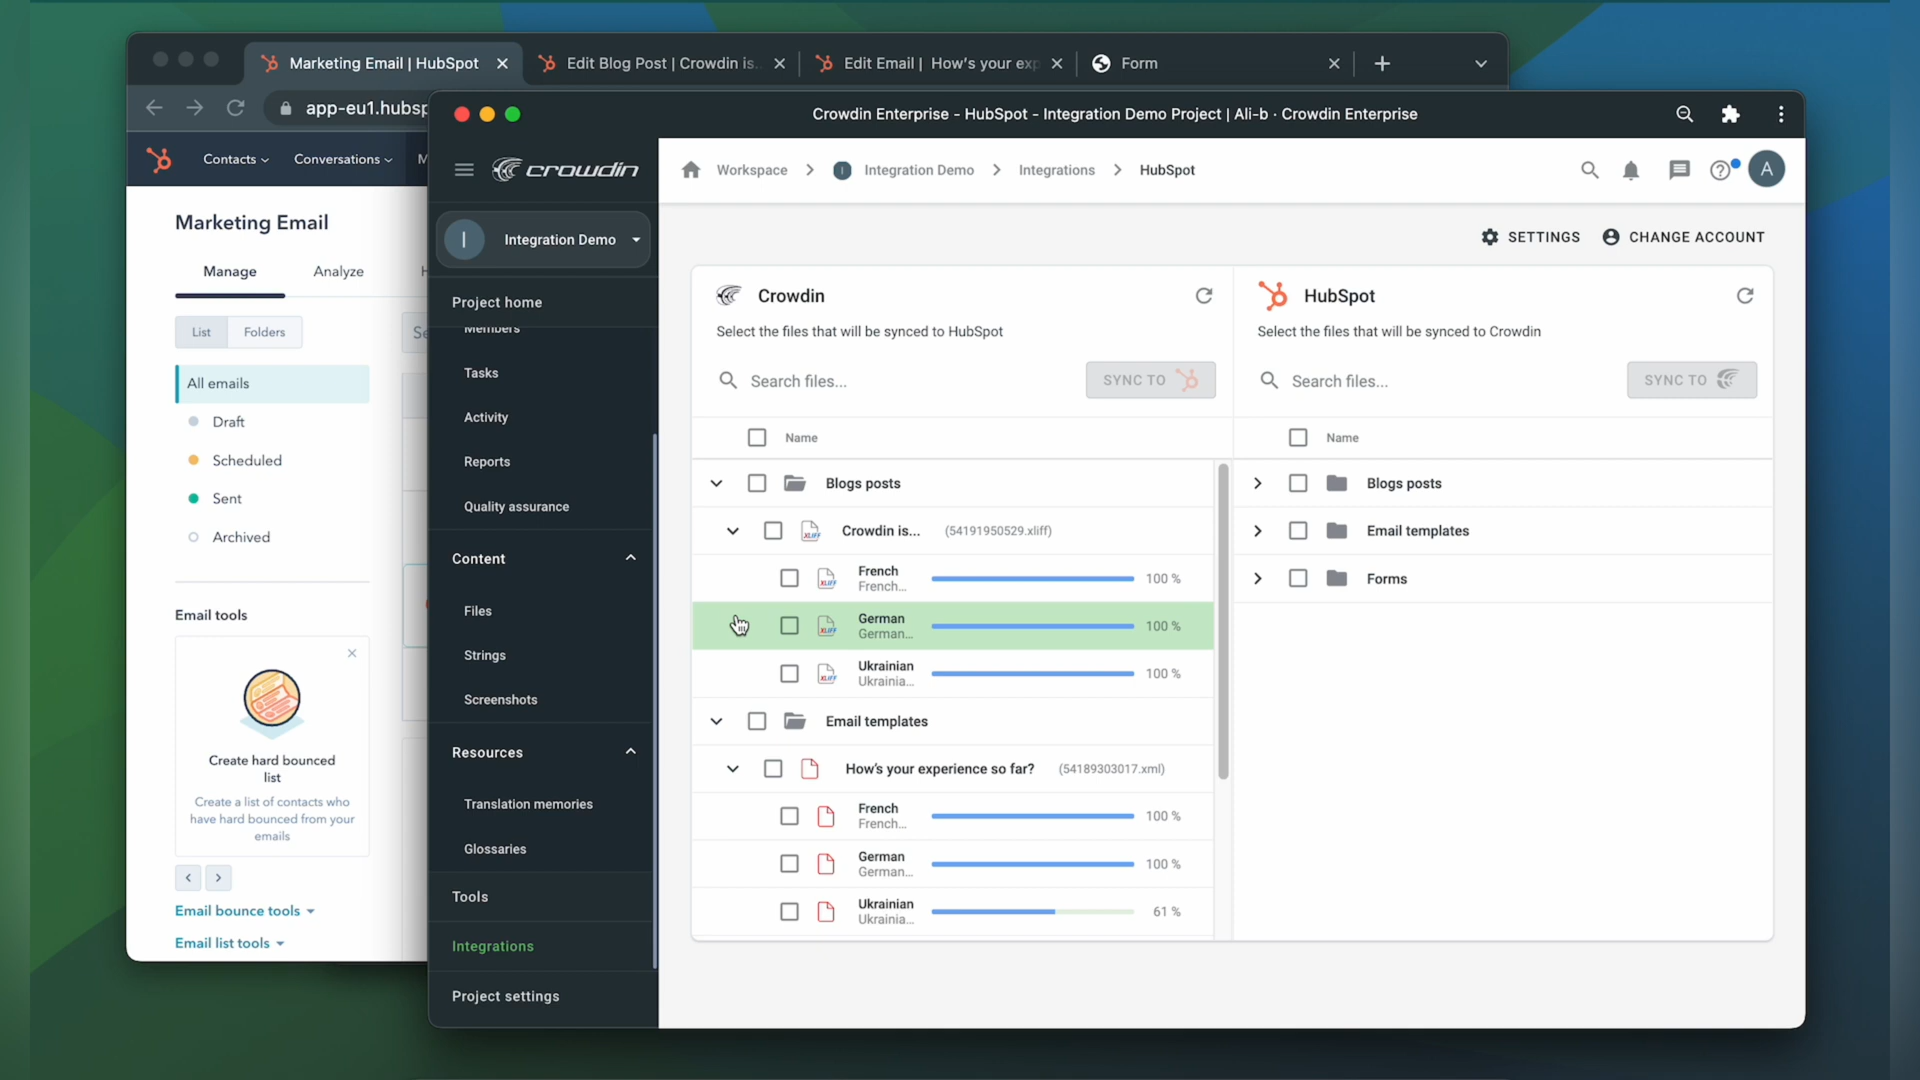 Marketing Email | HubSpot
Edit Blog Post | Crowdin is..
Edit Email | How's your exp
Form
app-eu1.hubsp
Crowdin Enterprise - HubSpot - Integration Demo Project | Ali-b · Crowdin Enterprise
Contacts
Conversations
M
Marketing Email
Manage
Analyze
H
List
Folders
Se
All emails
Draft
Scheduled
Sent
Archived
Email tools
Create hard bounced
list
Create a list of contacts who
have hard bounced from your
emails
Email bounce tools
Email list tools
crowdin
I
Integration Demo
Project home
Members
Tasks
Activity
Reports
Quality assurance
Content
Files
Strings
Screenshots
Resources
Translation memories
Glossaries
Tools
Integrations
Project settings
Workspace
I
Integration Demo
Integrations
HubSpot
A
SETTINGS
CHANGE ACCOUNT
Crowdin
Select the files that will be synced to HubSpot
Search files...
SYNC TO
Name
Blogs posts
XLIFF
Crowdin is...
(54191950529.xliff)
XLIFF
French
French...
100 %
XLIFF
German
German...
100 %
XLIFF
Ukrainian
Ukrainia...
100 %
Email templates
How's your experience so far?
(54189303017.xml)
French
French...
100 %
German
German...
100 %
Ukrainian
Ukrainia...
61 %
HubSpot
Select the files that will be synced to Crowdin
Search files...
SYNC TO
Name
Blogs posts
Email templates
Forms